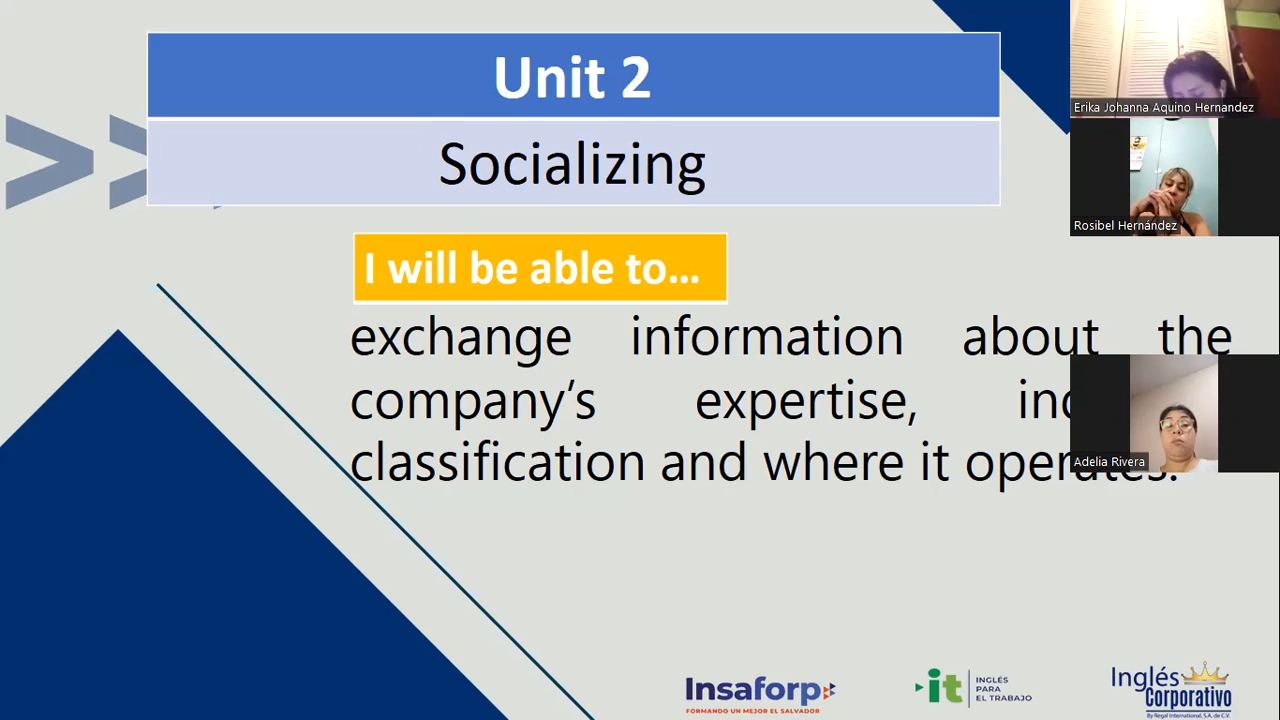 Unit 2
Socializing
I will be able to...
exchange information about the
company's expertise,
classification and where it operates.
Erika Johanna Aquino Hernandez
Rosibel Hernández
Adelia Rivera
Insaforp
FORMANDO UN MEJOR EL SALVADOR
it
INGLÉS
PARA
EL TRABAJO
Inglés
Corporativo
By Regal International, S.A. de C.V.